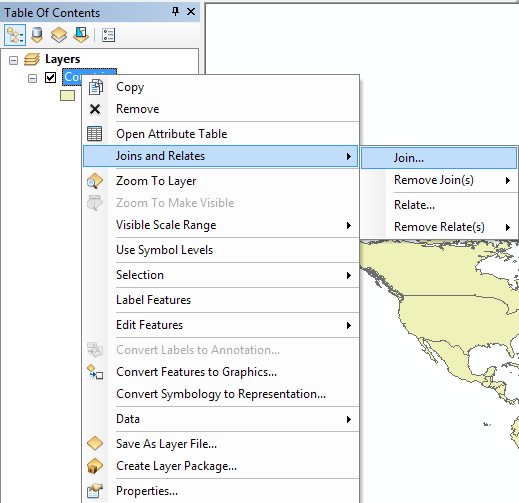 Table Of Contents
Layers
Copy
Remove
Open Attribute Table
Joins and Relates
Join...
Remove Join(s)
Relate...
Remove Relate(s)
Zoom To Layer
Zoom To Make Visible
Visible Scale Range
Use Symbol Levels
Selection
Label Features
Edit Features
Convert Labels to Annotation...
Convert Features to Graphics...
Convert Symbology to Representation...
Data
Save As Layer File...
Create Layer Package...
Properties...